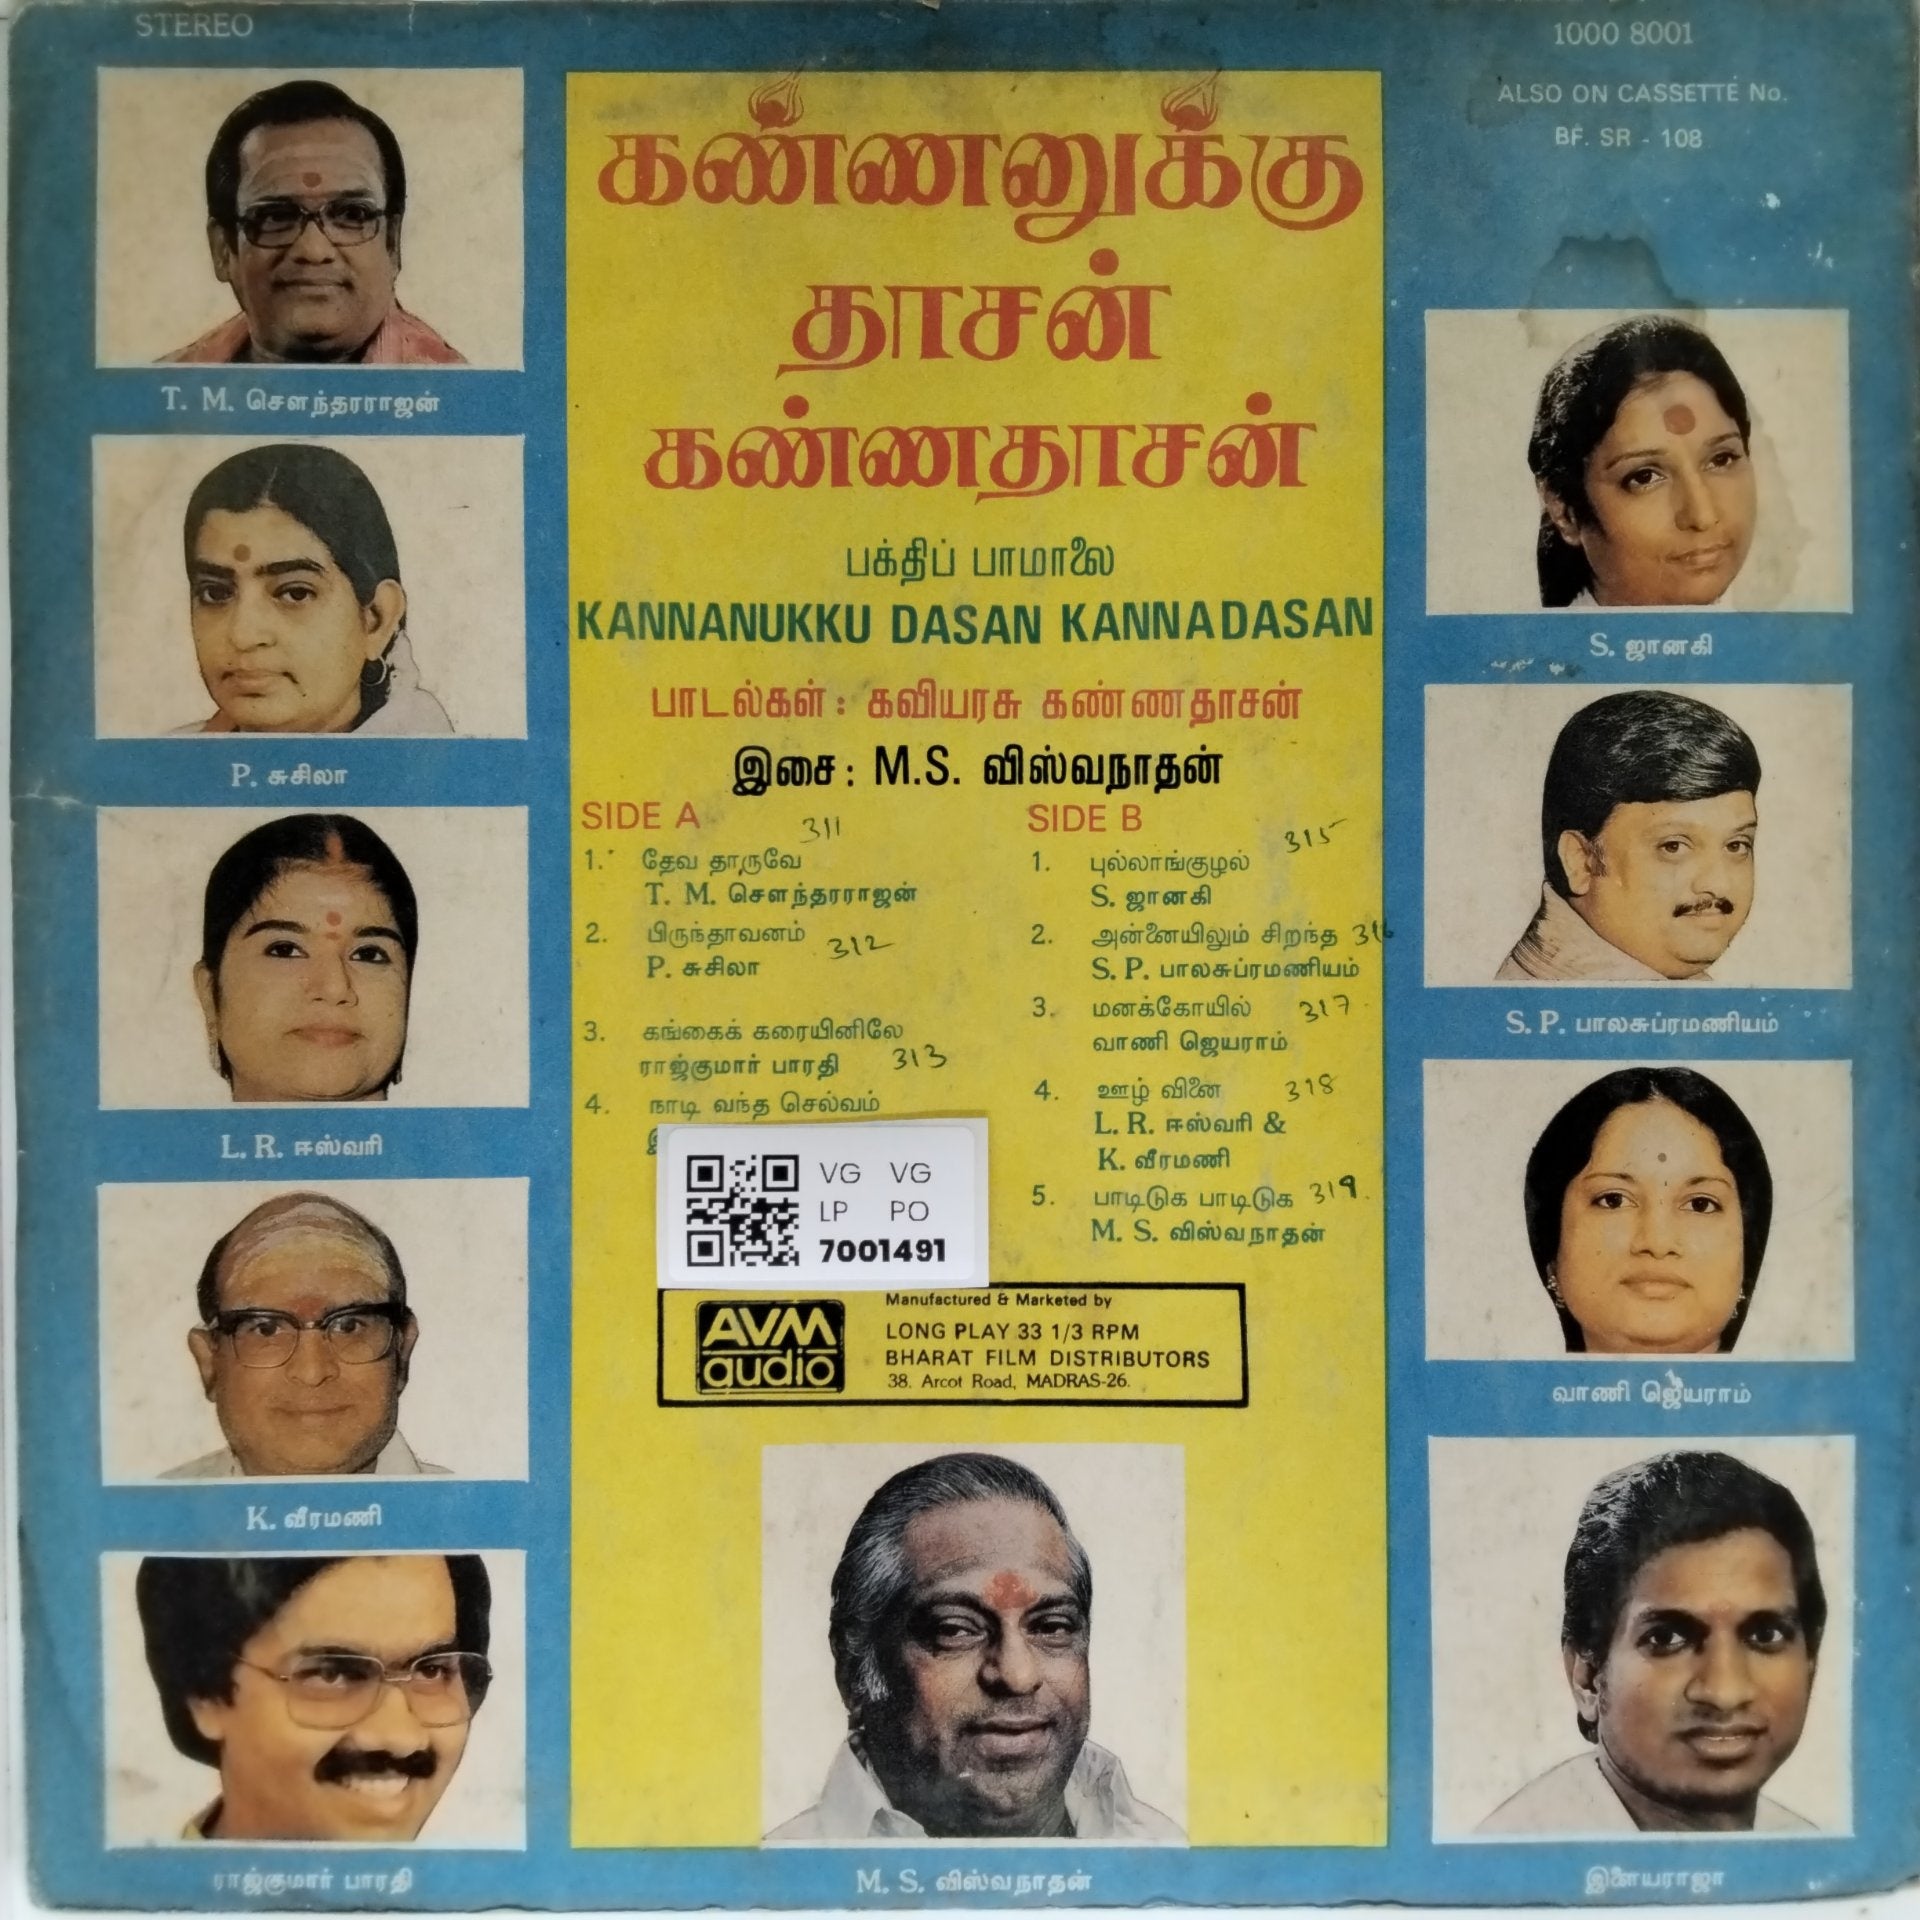 STEREO
1000 8001
ALSO ON CASSETTE No.
BF. SR - 108
கண்ணனுக்கு
தாசன்
கண்ணதாசன்
பக்திப் பாமாலை
KANNANUKKU DASAN KANNADASAN
பாடல்கள் : கவியரசு கண்ணதாசன்
இசை : M.S. விஸ்வநாதன்
SIDE A
311
1. தேவ தாருவே
T. M. சௌந்தரராஜன்
2. பிருந்தாவனம் 312
P. சுசிலா
3. கங்கைக் கரையினிலே
ராஜ்குமார் பாரதி 313
4. நாடி வந்த செல்வம்
SIDE B
315
1. புல்லாங்குழல்
S. ஜானகி
2. அன்னையிலும் சிறந்த 316
S. P. பாலசுப்ரமணியம்
3. மனக்கோயில் 317
வாணி ஜெயராம்
4. ஊழ் வினை 318
L. R. ஈஸ்வரி &
K. வீரமணி
5. பாடிடுக பாடிடுக 319
M. S. விஸ்வநாதன்
VG VG
LP PO
7001491
AVM
audio
Manufactured & Marketed by
LONG PLAY 33 1/3 RPM
BHARAT FILM DISTRIBUTORS
38, Arcot Road, MADRAS-26.
T. M. சௌந்தரராஜன்
P. சுசிலா
L. R. ஈஸ்வரி
K. வீரமணி
ராஜ்குமார் பாரதி
M. S. விஸ்வநாதன்
S. ஜானகி
S. P. பாலசுப்ரமணியம்
வாணி ஜெயராம்
இளையராஜா